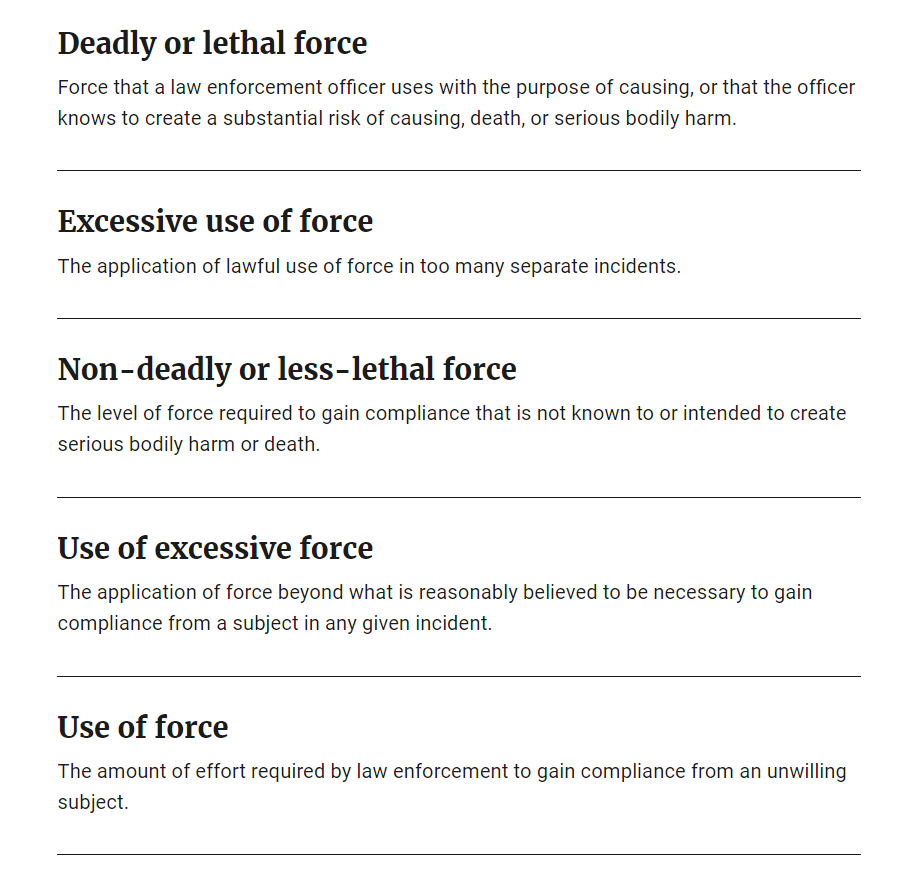 Deadly or lethal force
Force that a law enforcement officer uses with the purpose of causing, or that the officer
knows to create a substantial risk of causing, death, or serious bodily harm.
Excessive use of force
The application of lawful use of force in too many separate incidents.
Non-deadly or less-lethal force
The level of force required to gain compliance that is not known to or intended to create
serious bodily harm or death.
Use of excessive force
The application of force beyond what is reasonably believed to be necessary to gain
compliance from a subject in any given incident.
Use of force
The amount of effort required by law enforcement to gain compliance from an unwilling
subject.